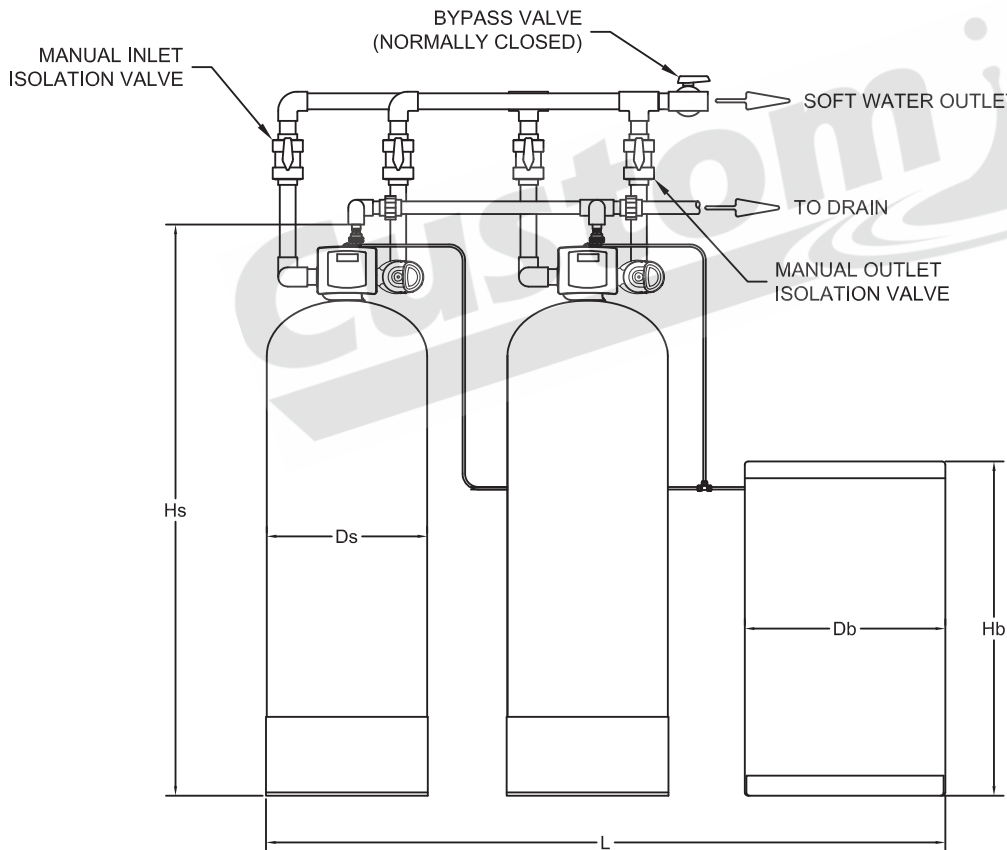 BYPASS VALVE
(NORMALLY CLOSED)
MANUAL INLET
ISOLATION VALVE
SOFT WATER OUTLET
TO DRAIN
MANUAL OUTLET
ISOLATION VALVE
Hs
Ds
Db
Hb
L
Custom